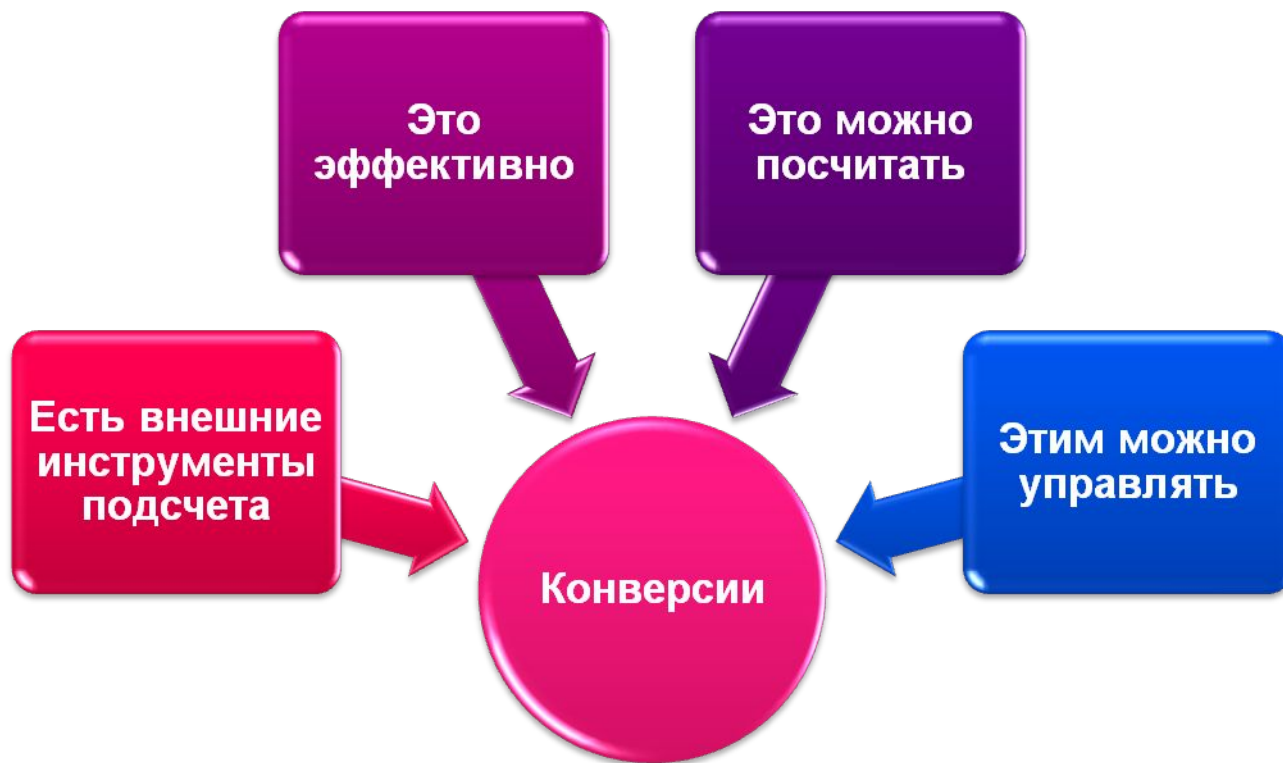 Это
эффективно
Это можно
посчитать
Есть внешние
инструменты
подсчета
Этим можно
управлять
Конверсии